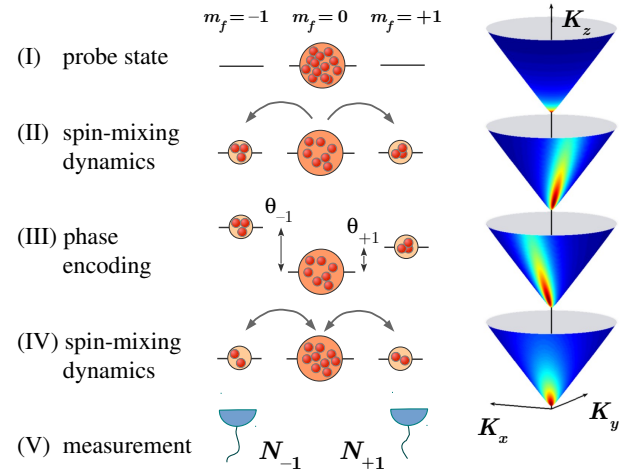 m_f = −1 m_f = 0 m_f = +1
K_z
(I) probe state
(II) spin-mixing
dynamics
θ_−1
θ_+1
(III) phase
encoding
(IV) spin-mixing
dynamics
K_x K_y
(V) measurement N_−1 N_+1